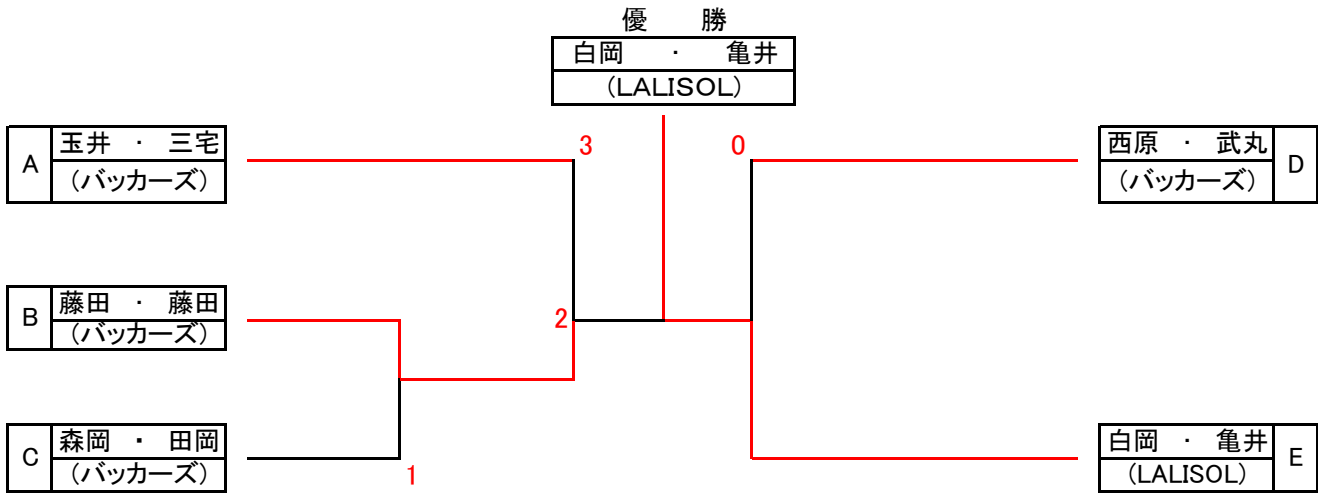 優　勝
白岡　・　亀井
(LALISOL)
3
0
A
玉井 ・ 三宅
(バッカーズ)
西原 ・ 武丸
(バッカーズ)
D
B
藤田 ・ 藤田
(バッカーズ)
2
C
森岡 ・ 田岡
(バッカーズ)
1
白岡 ・ 亀井
(LALISOL)
E